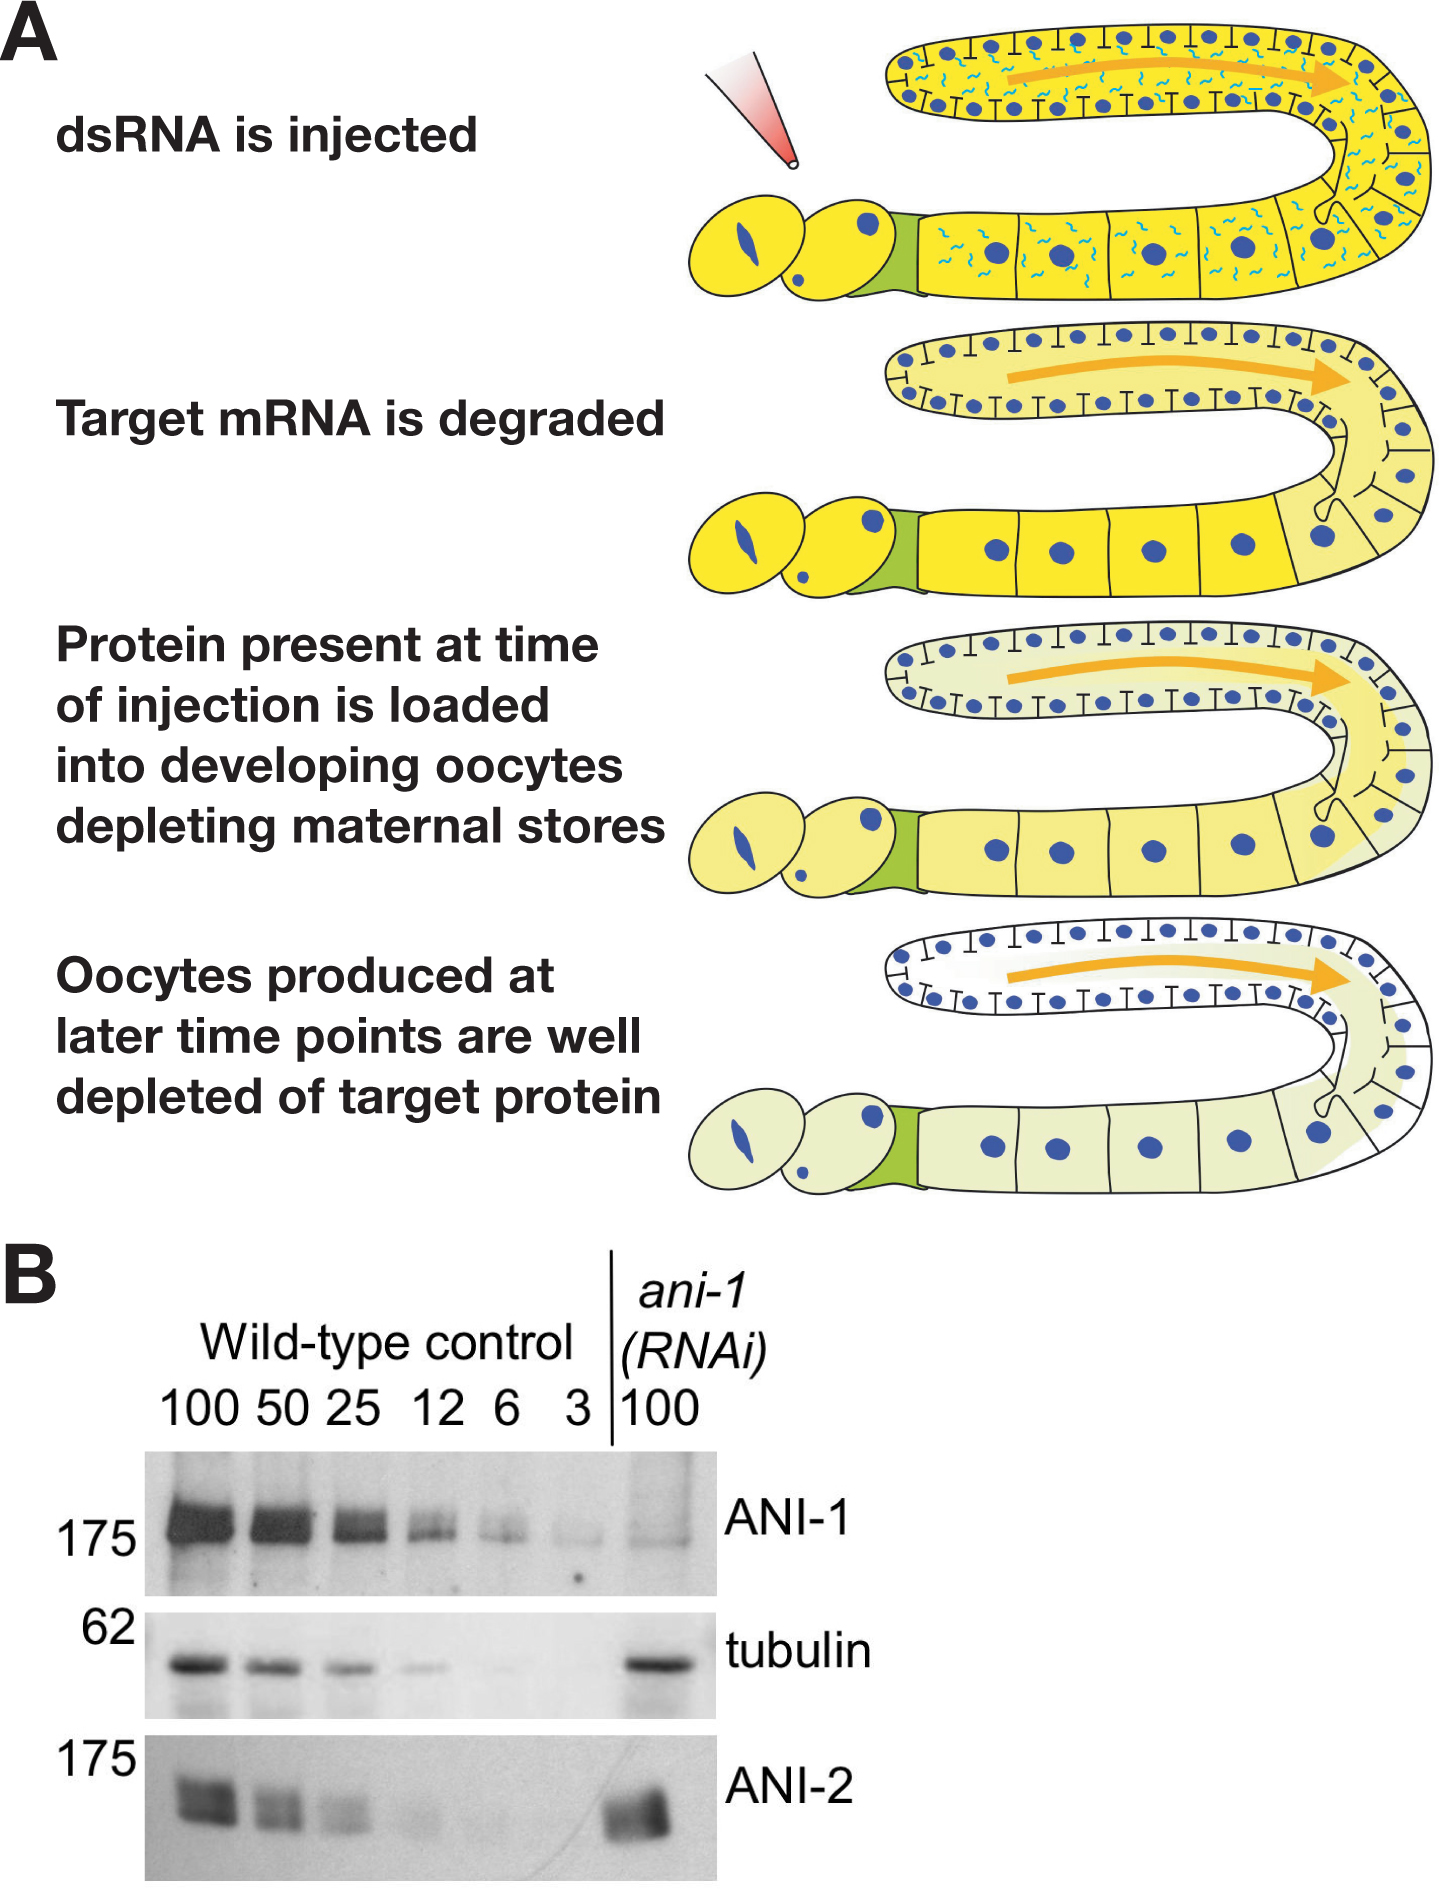 A
dsRNA is injected
Target mRNA is degraded
Protein present at time
of injection is loaded
into developing oocytes
depleting maternal stores
Oocytes produced at
later time points are well
depleted of target protein
B
Wild-type control
ani-1
(RNAi)
100 50 25 12 6 3 100
175
ANI-1
62
tubulin
175
ANI-2